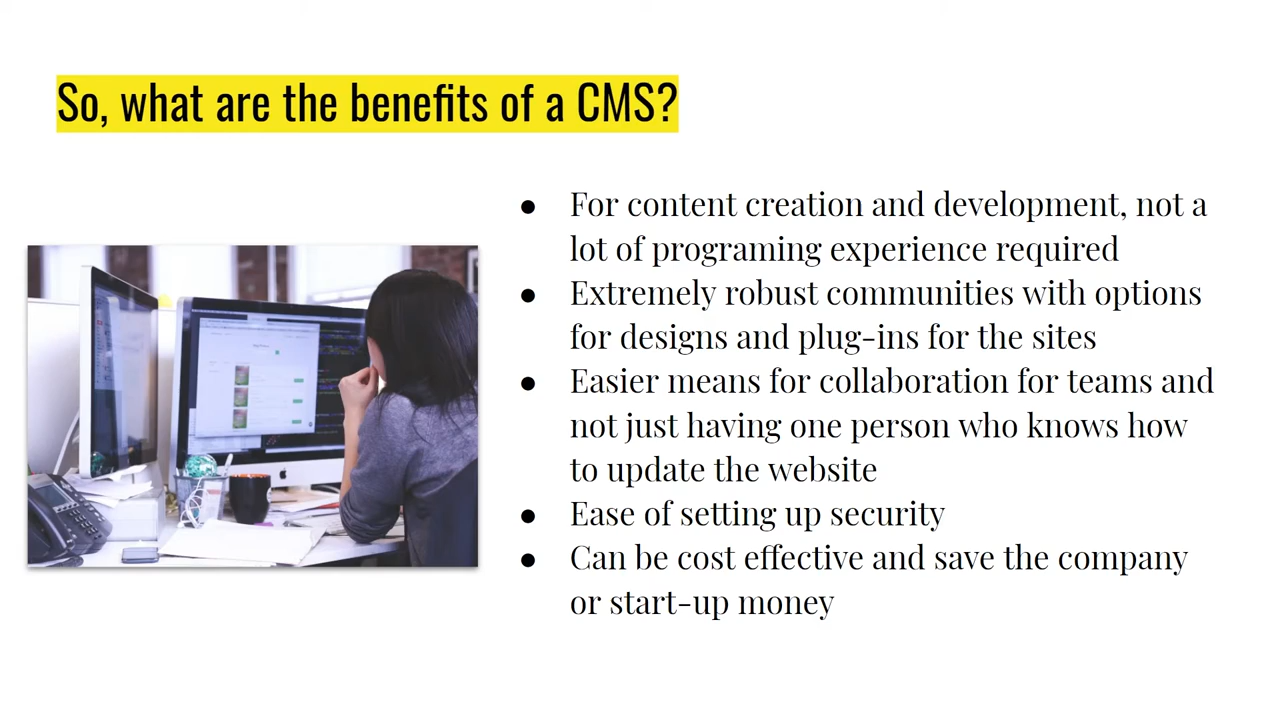 So, what are the benefits of a CMS?
● For content creation and development, not a
lot of programing experience required
● Extremely robust communities with options
for designs and plug-ins for the sites
● Easier means for collaboration for teams and
not just having one person who knows how
to update the website
● Ease of setting up security
● Can be cost effective and save the company
or start-up money